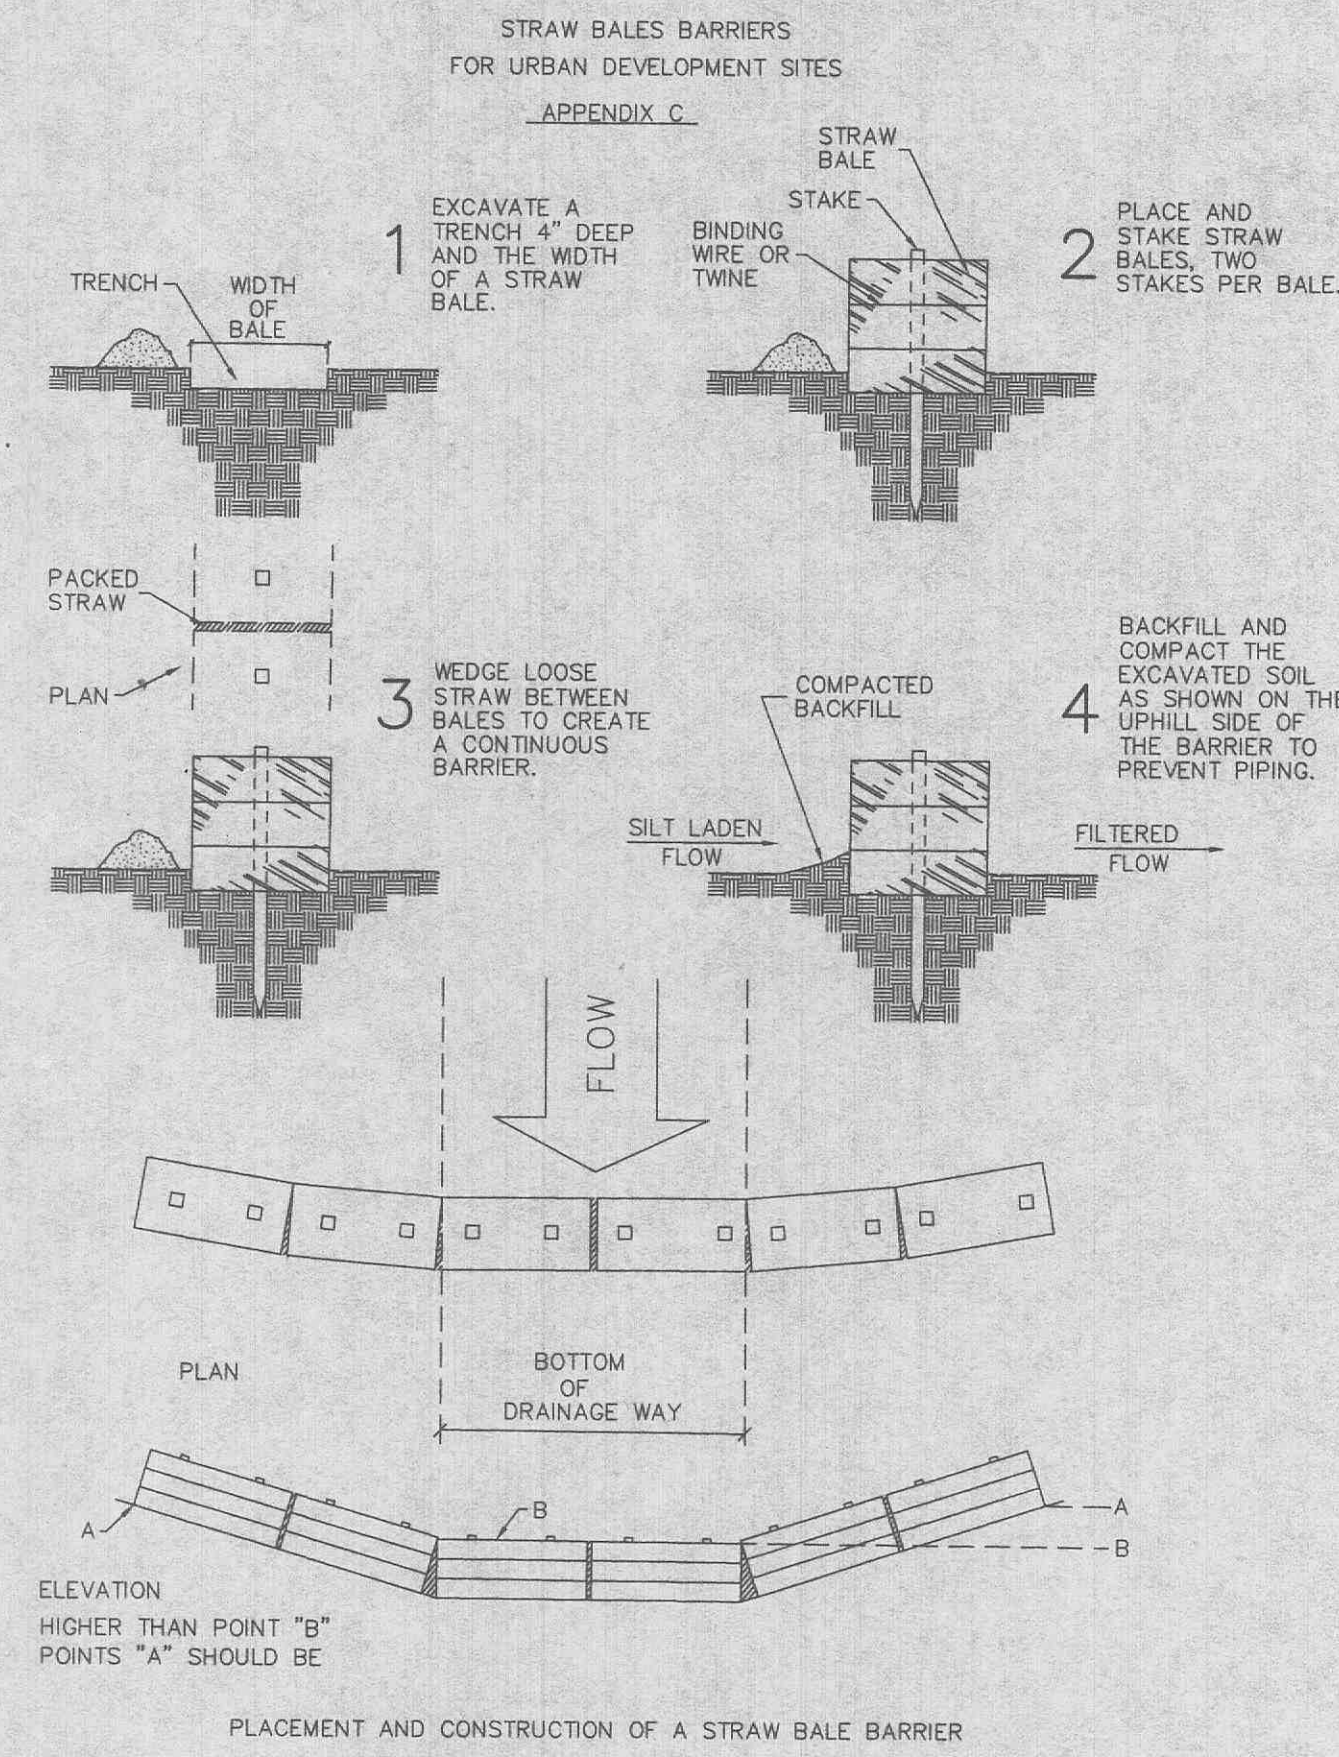 STRAW BALES BARRIERS
FOR URBAN DEVELOPMENT SITES
APPENDIX C
1
EXCAVATE A
TRENCH 4" DEEP
AND THE WIDTH
OF A STRAW
BALE.
TRENCH
WIDTH
OF
BALE
STRAW
BALE
STAKE
BINDING
WIRE OR
TWINE
2
PLACE AND
STAKE STRAW
BALES, TWO
STAKES PER BALE.
PACKED
STRAW
PLAN
3
WEDGE LOOSE
STRAW BETWEEN
BALES TO CREATE
A CONTINUOUS
BARRIER.
COMPACTED
BACKFILL
4
BACKFILL AND
COMPACT THE
EXCAVATED SOIL
AS SHOWN ON THE
UPHILL SIDE OF
THE BARRIER TO
PREVENT PIPING.
SILT LADEN
FLOW
FILTERED
FLOW
FLOW
PLAN
BOTTOM
OF
DRAINAGE WAY
A
B
A
B
ELEVATION
HIGHER THAN POINT "B"
POINTS "A" SHOULD BE
PLACEMENT AND CONSTRUCTION OF A STRAW BALE BARRIER